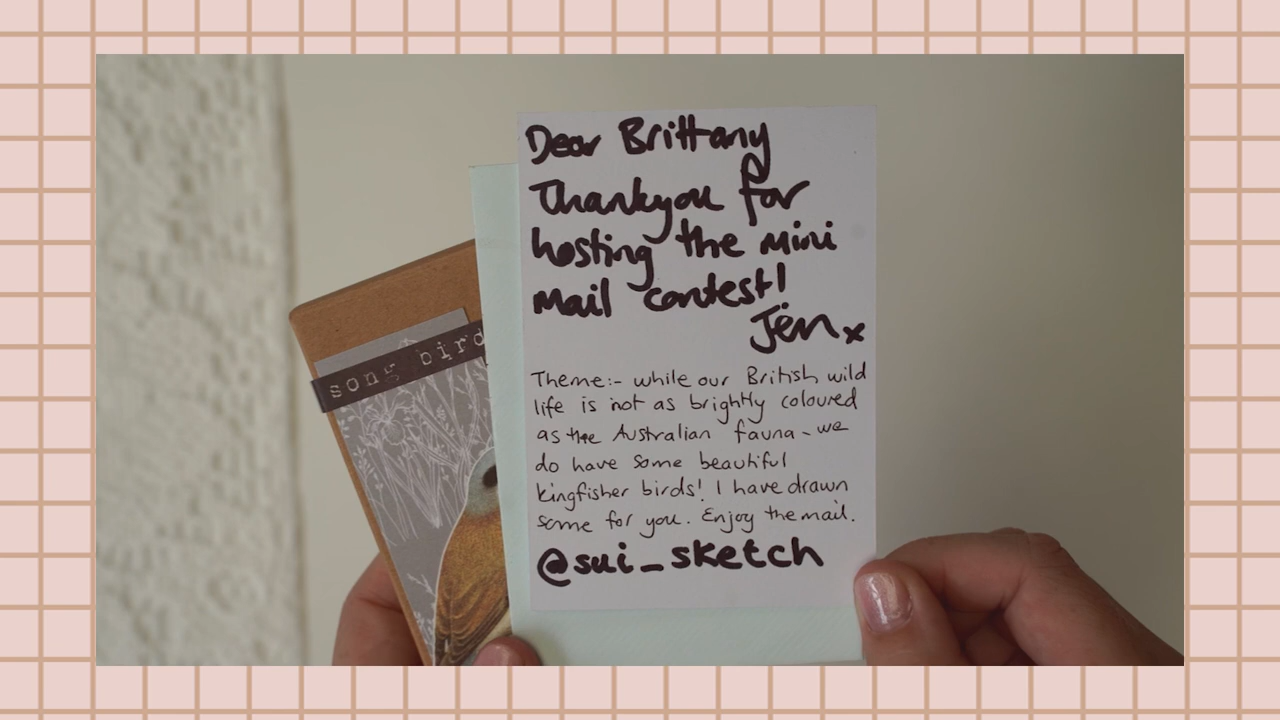 Dear Brittany
Thankyou for
hosting the mini
mail contest!
Jen x
Theme:- while our British wild
life is not as brightly coloured
as the Australian fauna - we
do have some beautiful
kingfisher birds! I have drawn
some for you. Enjoy the mail.
@sui_sketch
song bird